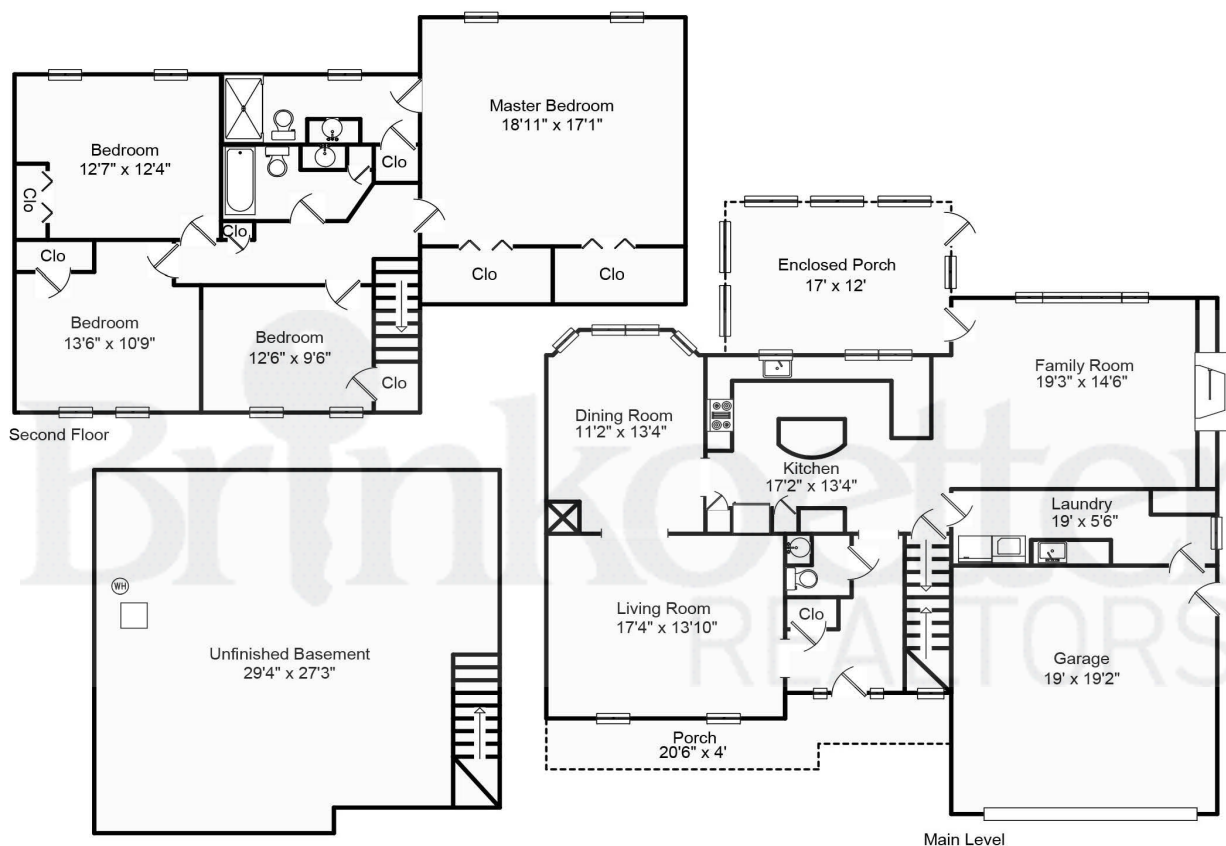 Master Bedroom
18'11" x 17'1"
Bedroom
12'7" x 12'4"
Clo
Clo
Clo
Clo
Clo
Clo
Bedroom
13'6" x 10'9"
Bedroom
12'6" x 9'6"
Clo
Second Floor
Enclosed Porch
17' x 12'
Family Room
19'3" x 14'6"
Dining Room
11'2" x 13'4"
Kitchen
17'2" x 13'4"
Laundry
19' x 5'6"
Living Room
17'4" x 13'10"
Clo
Garage
19' x 19'2"
Porch
20'6" x 4'
Main Level
WH
Unfinished Basement
29'4" x 27'3"
Brinkoetter
REALTORS